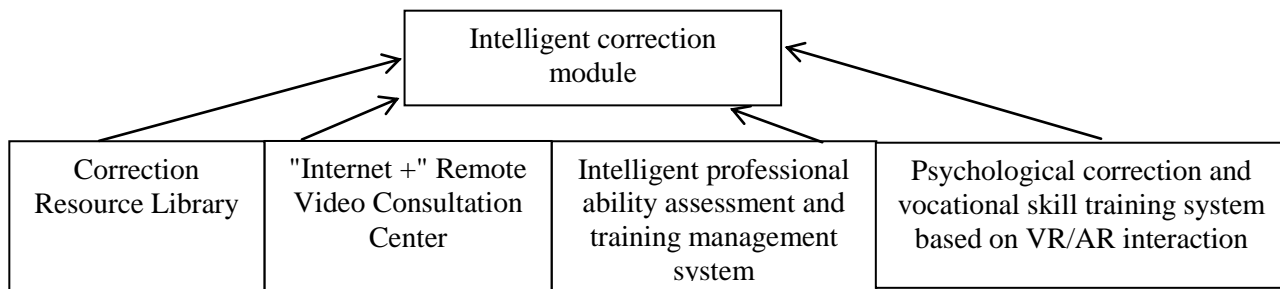 Intelligent correction
module
Correction
Resource Library
"Internet +" Remote
Video Consultation
Center
Intelligent professional
ability assessment and
training management
system
Psychological correction and
vocational skill training system
based on VR/AR interaction